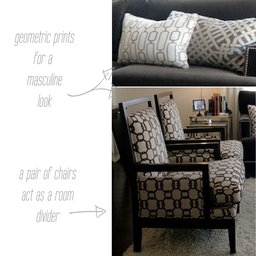 geometric prints
for a
masculine
look
a pair of chairs
act as a room
divider